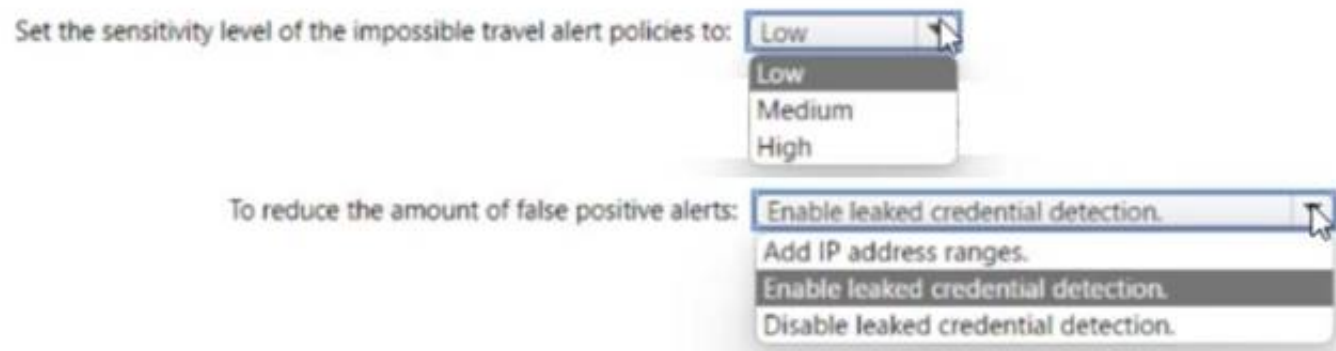 Set the sensitivity level of the impossible travel alert policies to: Low
Low
Medium
High
To reduce the amount of false positive alerts: Enable leaked credential detection.
Add IP address ranges.
Enable leaked credential detection.
Disable leaked credential detection.